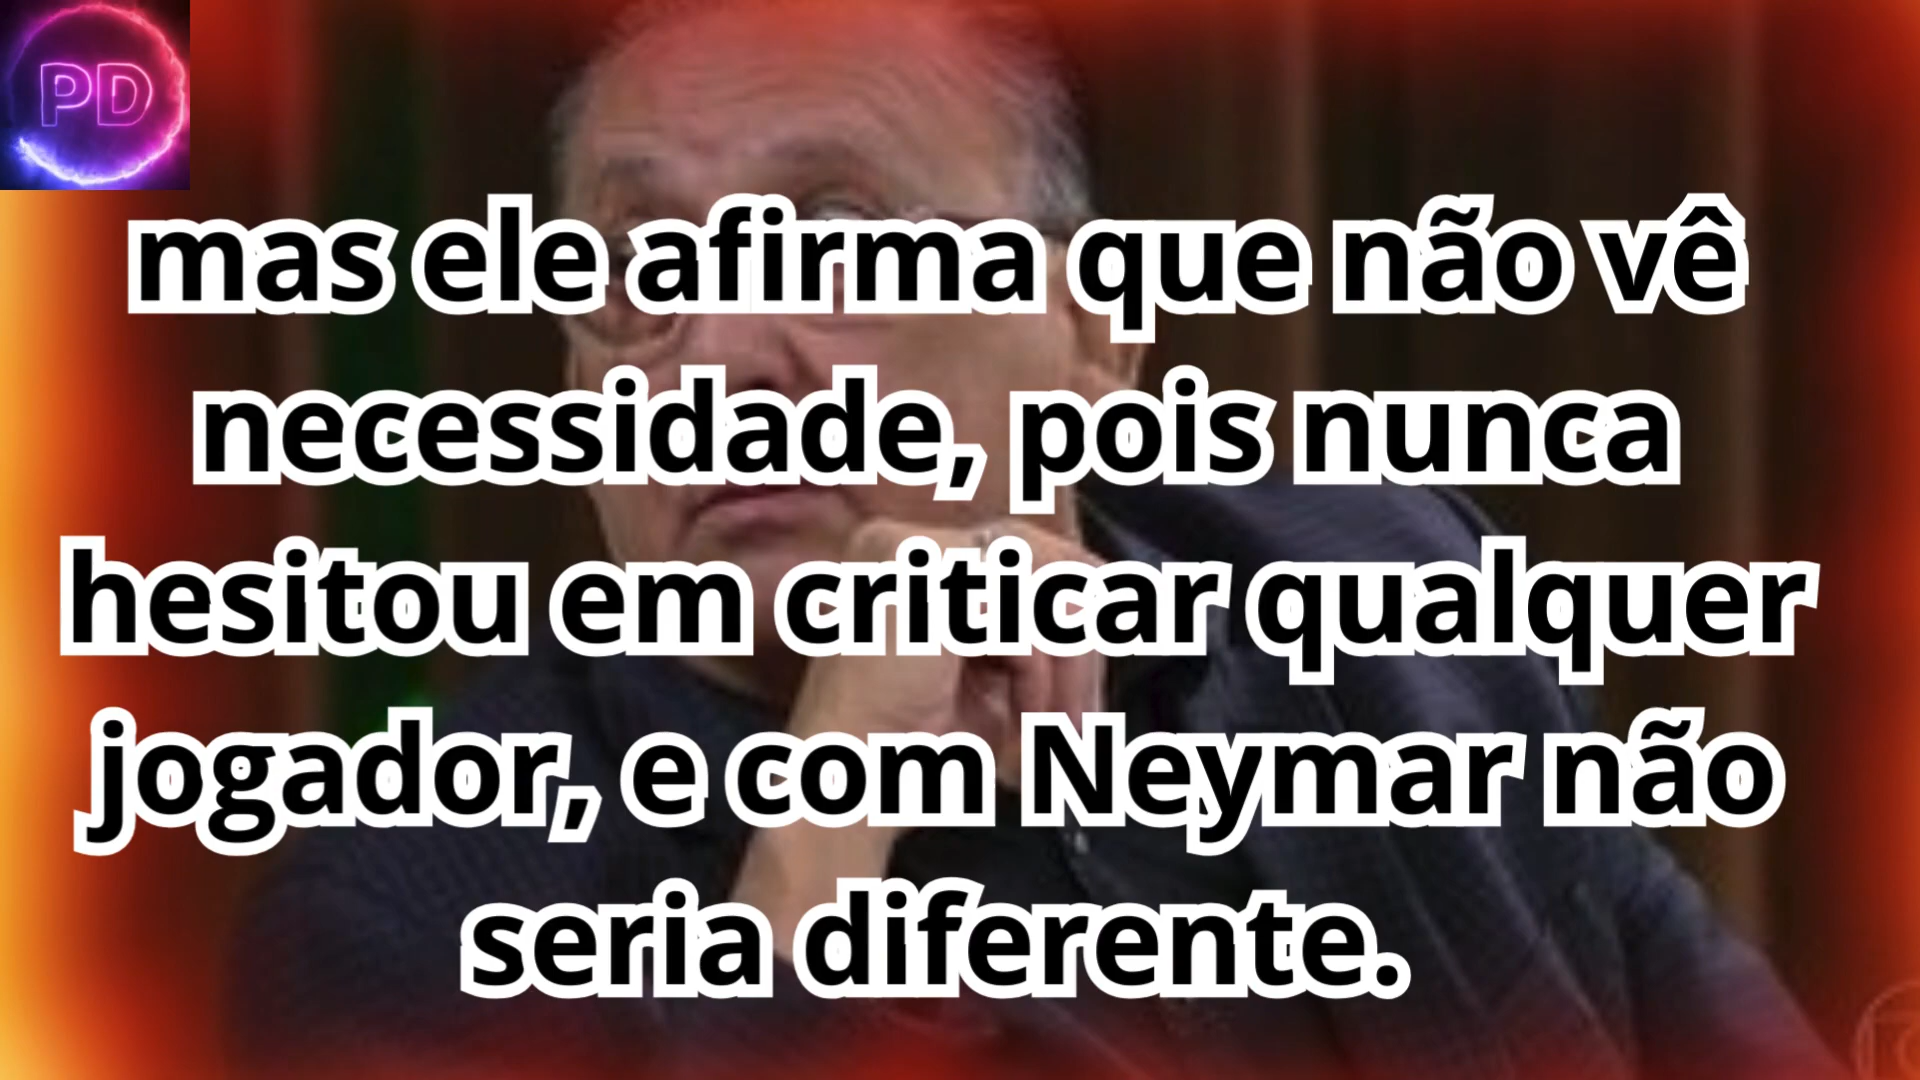 PD
mas ele afirma que não vê
necessidade, pois nunca
hesitou em criticar qualquer
jogador, e com Neymar não
seria diferente.